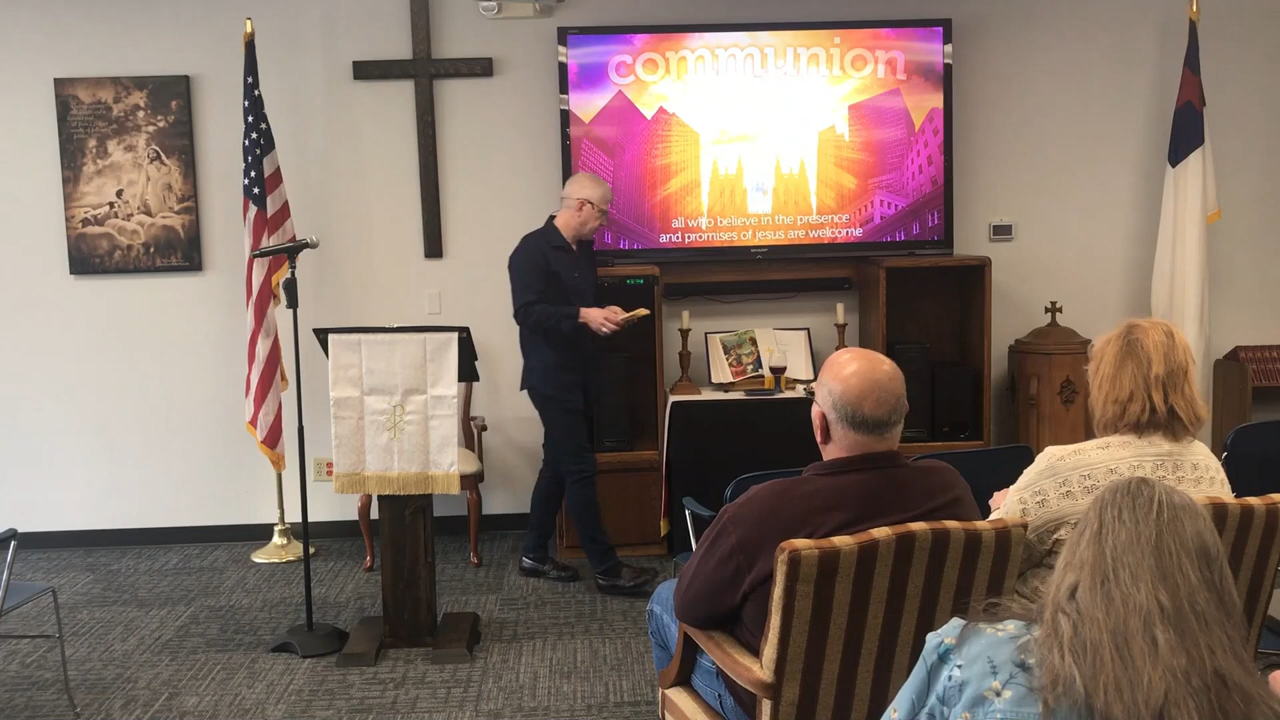 communion
all who believe in the presence
and promises of jesus are welcome
SHARP